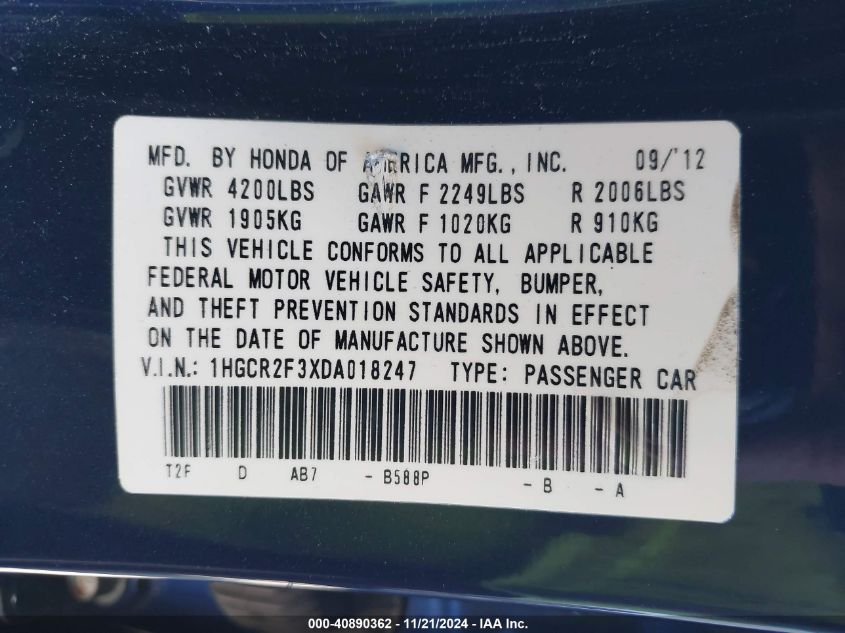 MFD. BY HONDA OF AMERICA MFG., INC. 09/'12
GVWR 4200LBS GAWR F 2249LBS R 2006LBS
GVWR 1905KG GAWR F 1020KG R 910KG
THIS VEHICLE CONFORMS TO ALL APPLICABLE
FEDERAL MOTOR VEHICLE SAFETY, BUMPER,
AND THEFT PREVENTION STANDARDS IN EFFECT
ON THE DATE OF MANUFACTURE SHOWN ABOVE.
V.I.N.: 1HGCR2F3XDA018247 TYPE: PASSENGER CAR
T2F D AB7 - B588P - B - A
000-40890362 - 11/21/2024 - IAA Inc.